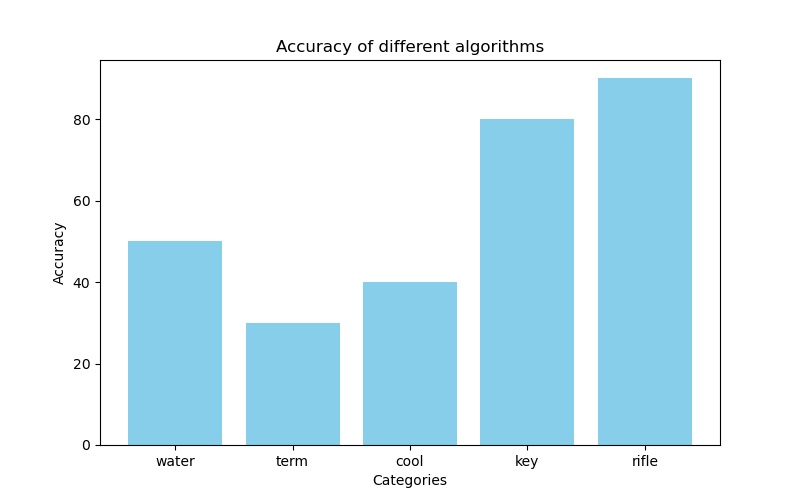 Accuracy of different algorithms
Accuracy
80
60
40
20
0
water term cool key rifle
Categories